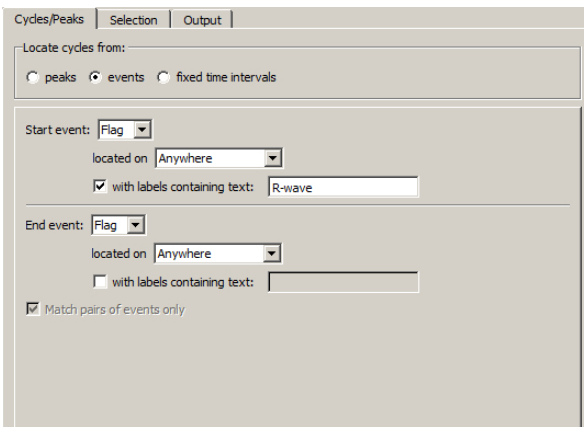 Cycles/Peaks Selection Output
Locate cycles from:
peaks events fixed time intervals
Start event: Flag
located on Anywhere
with labels containing text: R-wave
End event: Flag
located on Anywhere
with labels containing text:
Match pairs of events only